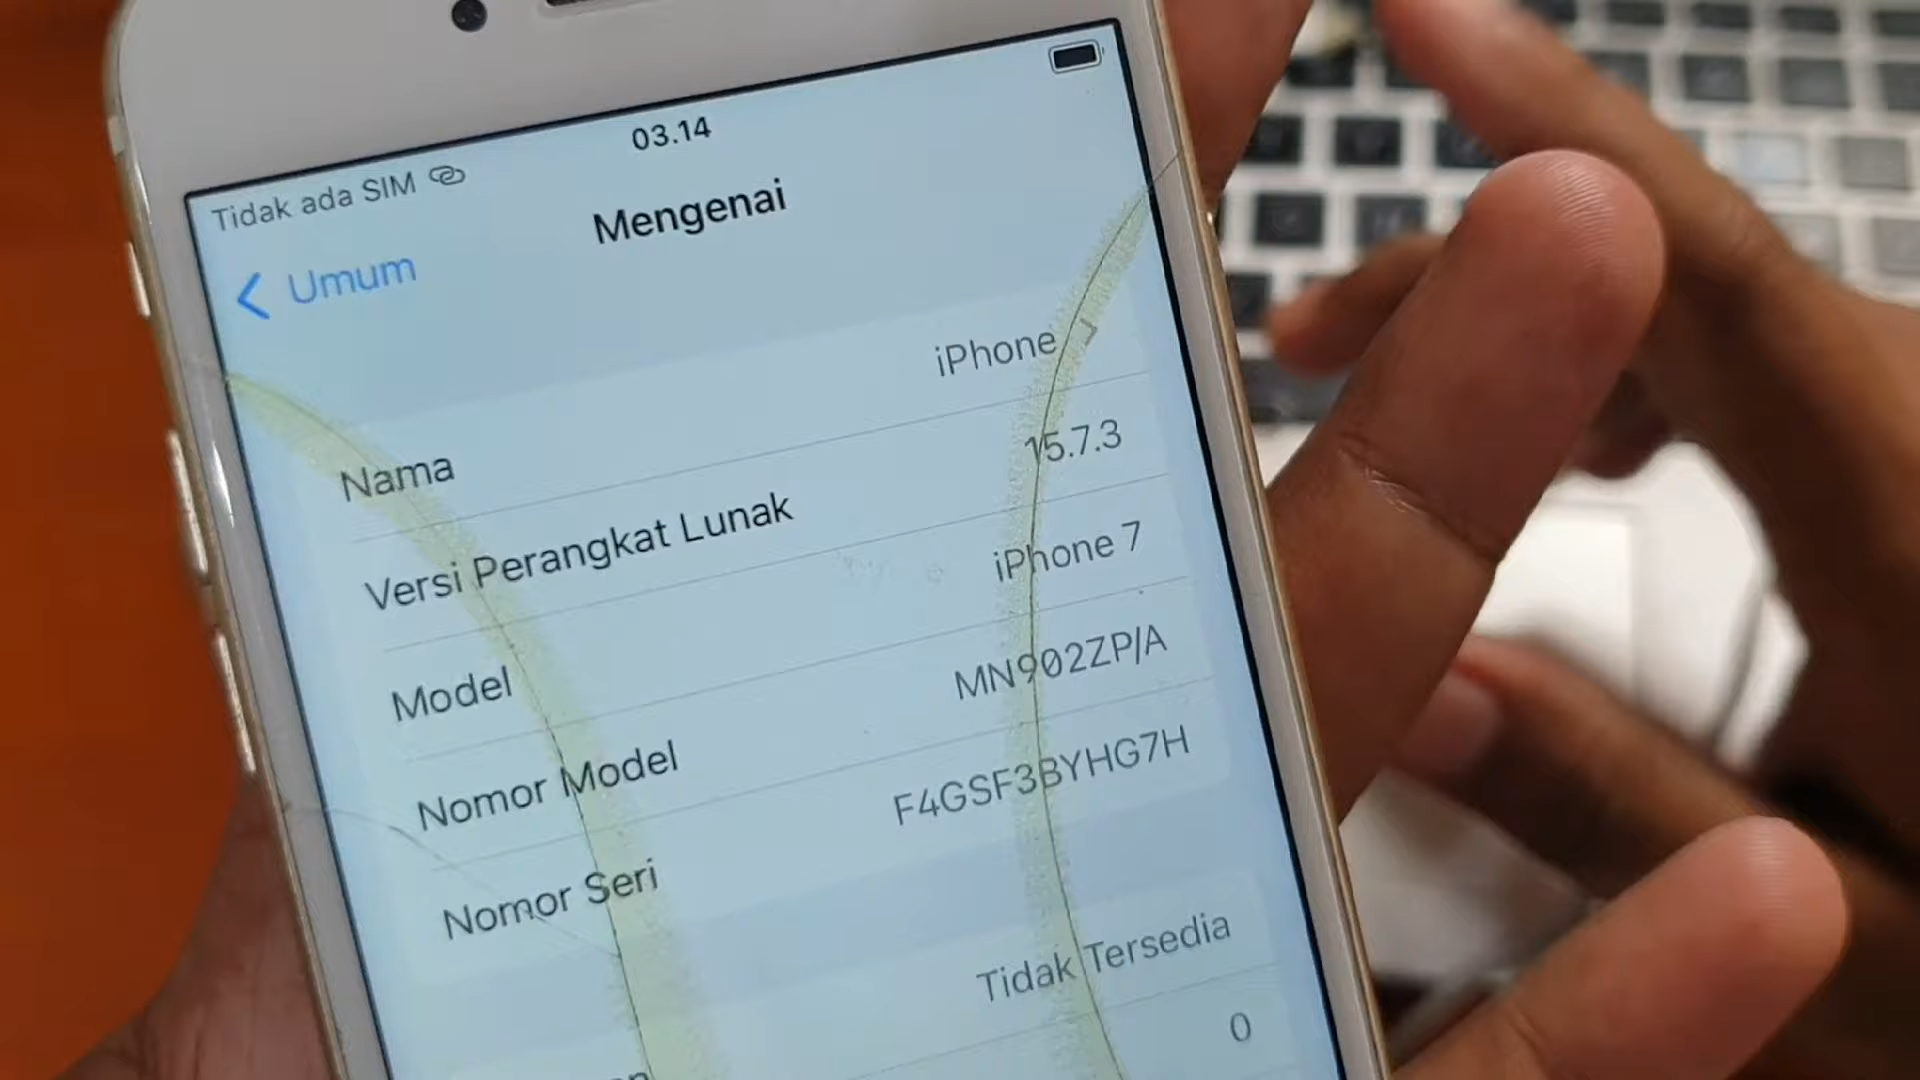 03.14
Tidak ada SIM
Umum
Mengenai
Nama iPhone
Versi Perangkat Lunak 15.7.3
Model iPhone 7
Nomor Model MN902ZP/A
Nomor Seri F4GSF3BYHG7H
Tidak Tersedia
0